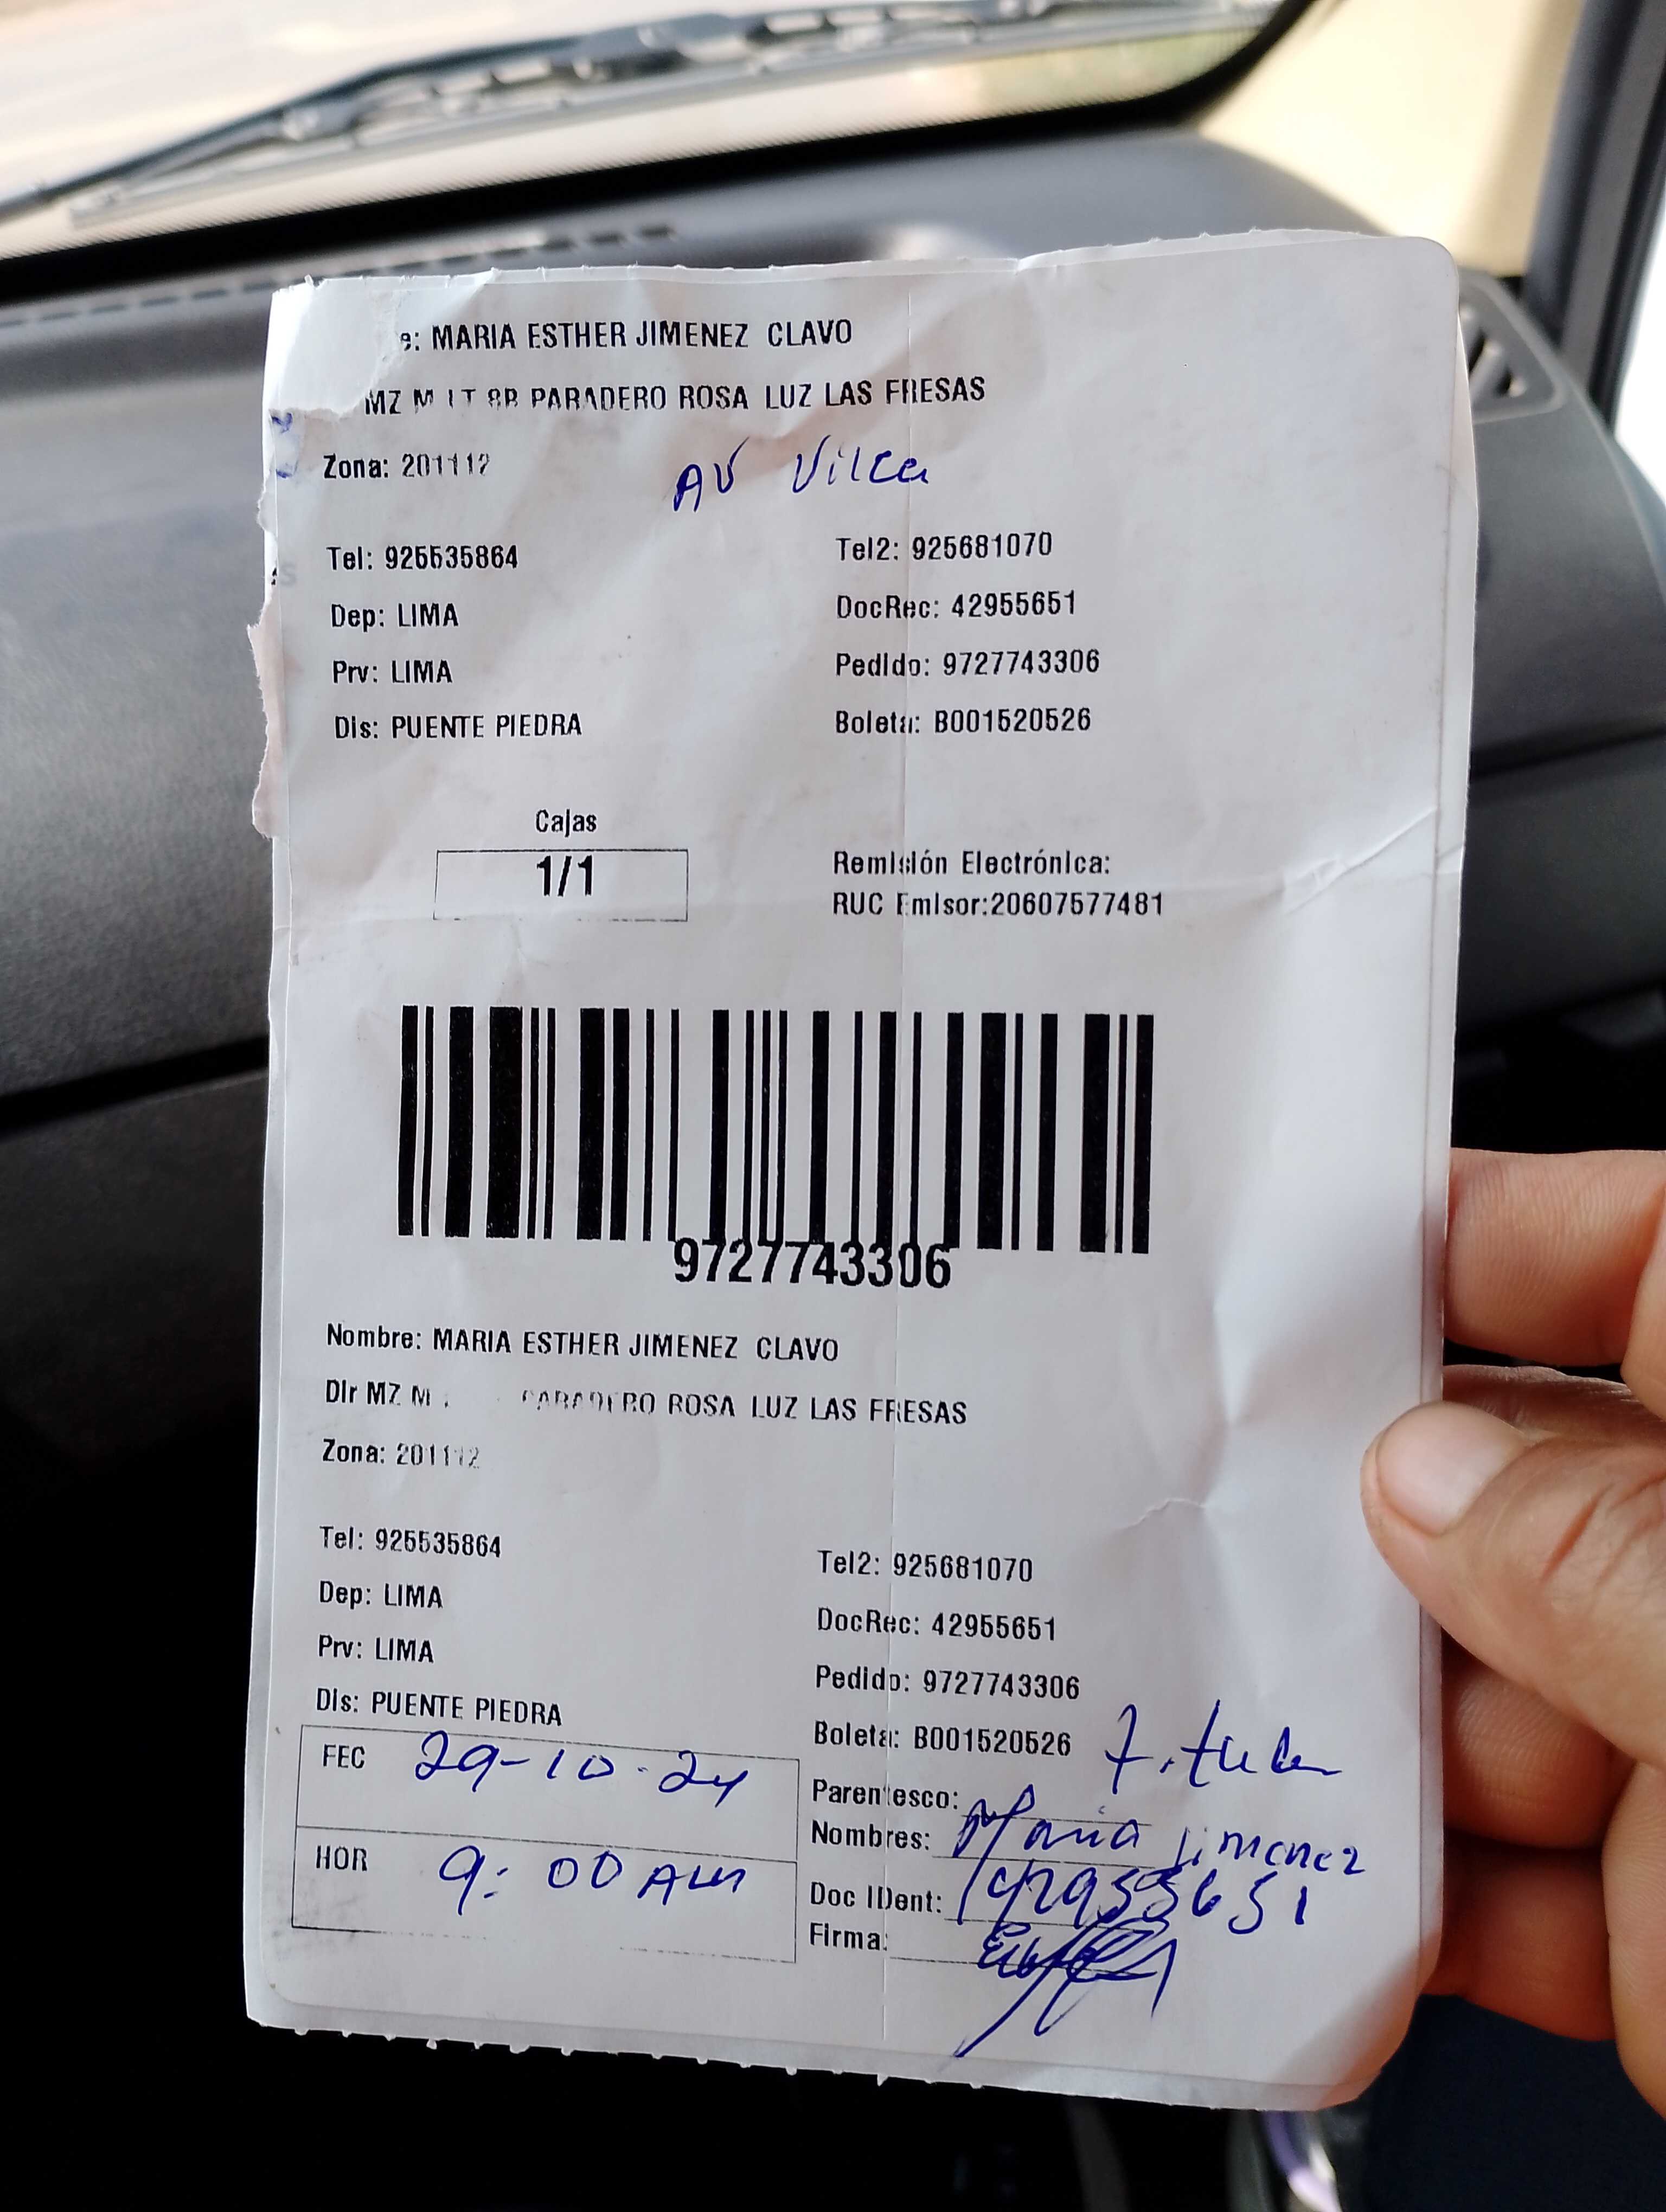 e: MARIA ESTHER JIMENEZ CLAVO
MZ M LT 8B PARADERO ROSA LUZ LAS FRESAS
Zona: 201112
AV Vilca
Tel: 925535864 Tel2: 925681070
Dep: LIMA DocRec: 42955651
Prv: LIMA Pedido: 9727743306
Dis: PUENTE PIEDRA Boleta: B001520526
Cajas
1/1
Remisión Electrónica:
RUC Emisor:20607577481
9727743306
Nombre: MARIA ESTHER JIMENEZ CLAVO
Dir MZ M PARADERO ROSA LUZ LAS FRESAS
Zona: 201112
Tel: 925535864 Tel2: 925681070
Dep: LIMA DocRec: 42955651
Prv: LIMA Pedido: 9727743306
Dis: PUENTE PIEDRA Boleta: B001520526
FEC 29-10-24
HOR 9:00 AM
Parentesco:
Nombres: Maria Jimenez
Doc IDent: 42955651
Firma: